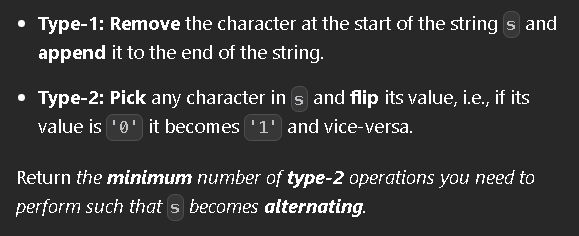 • Type-1: Remove the character at the start of the string s and
append it to the end of the string.
• Type-2: Pick any character in s and flip its value, i.e., if its
value is '0' it becomes '1' and vice-versa.
Return the minimum number of type-2 operations you need to
perform such that s becomes alternating.